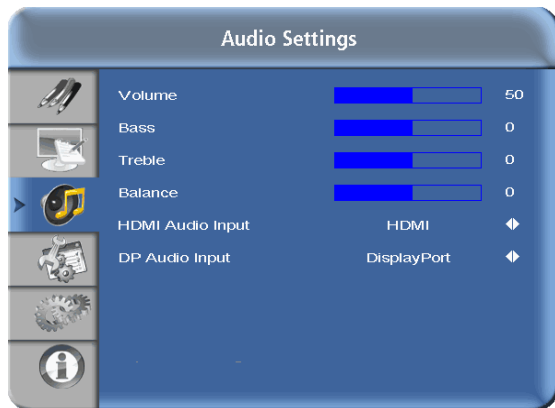 Audio Settings
Volume 50
Bass 0
Treble 0
Balance 0
HDMI Audio Input HDMI
DP Audio Input DisplayPort